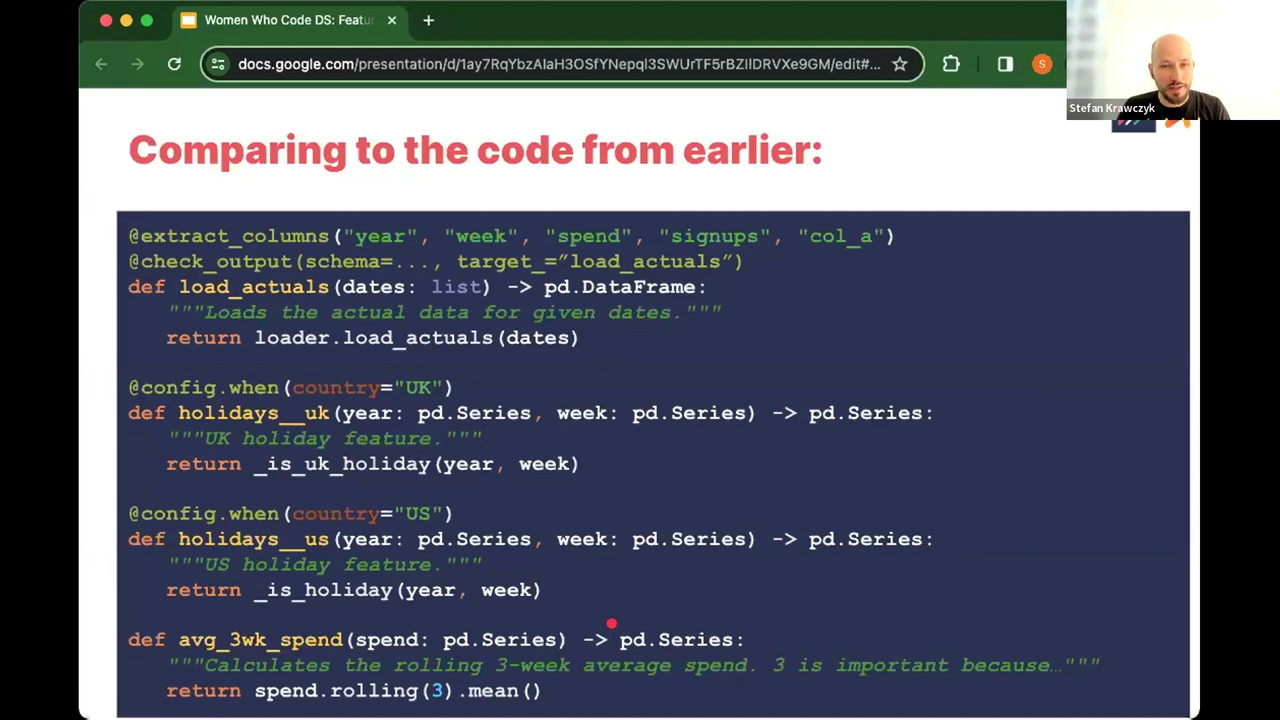 Women Who Code DS: Featu
docs.google.com/presentation/d/1ay7RqYbzAIaH3OSfYNepql3SWUrTF5rBZIlDRVXe9GM/edit#...
S
Stefan Krawczyk
Comparing to the code from earlier:
@extract_columns("year", "week", "spend", "signups", "col_a")
@check_output(schema=..., target_=”load_actuals”)
def load_actuals(dates: list) -> pd.DataFrame:
"""Loads the actual data for given dates."""
return loader.load_actuals(dates)
@config.when(country="UK")
def holidays__uk(year: pd.Series, week: pd.Series) -> pd.Series:
"""UK holiday feature."""
return _is_uk_holiday(year, week)
@config.when(country="US")
def holidays__us(year: pd.Series, week: pd.Series) -> pd.Series:
"""US holiday feature."""
return _is_holiday(year, week)
def avg_3wk_spend(spend: pd.Series) -> pd.Series:
"""Calculates the rolling 3-week average spend. 3 is important because…"""
return spend.rolling(3).mean()